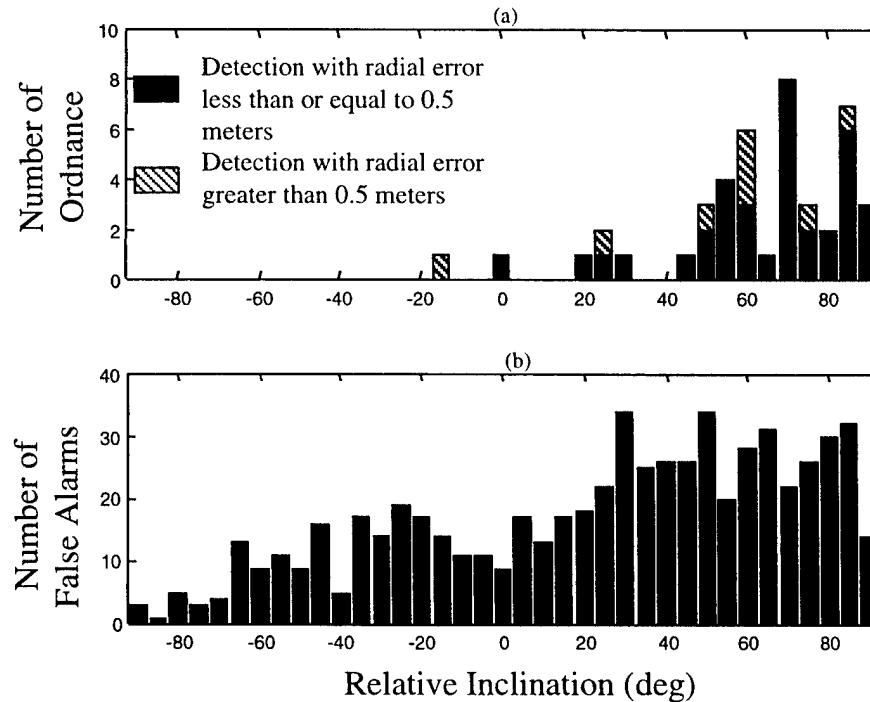 (a)
Number of
Ordnance
10
8
6
4
2
0
Detection with radial error
less than or equal to 0.5
meters
Detection with radial error
greater than 0.5 meters
-80 -60 -40 -20 0 20 40 60 80
(b)
Number of
False Alarms
40
30
20
10
0
-80 -60 -40 -20 0 20 40 60 80
Relative Inclination (deg)